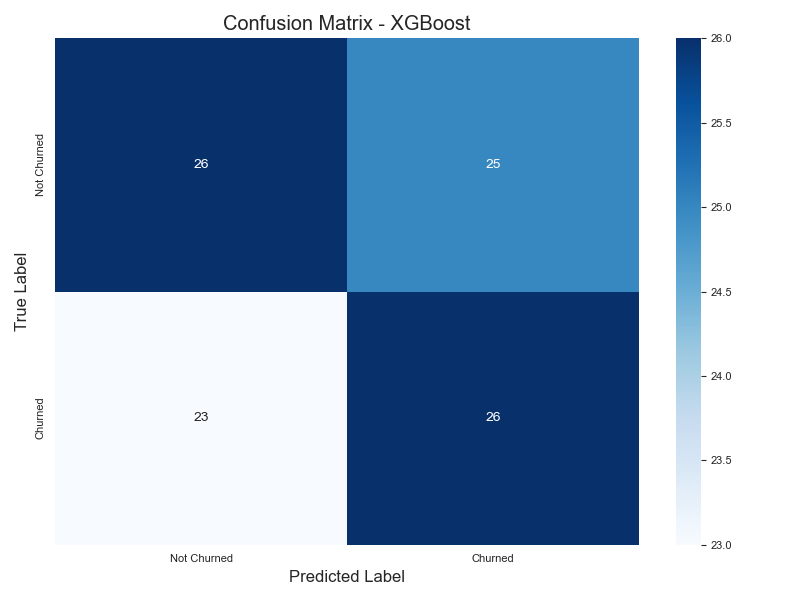 Confusion Matrix - XGBoost
True Label
Not Churned
Churned
26
25
23
26
Not Churned
Churned
Predicted Label
26.0
25.5
25.0
24.5
24.0
23.5
23.0